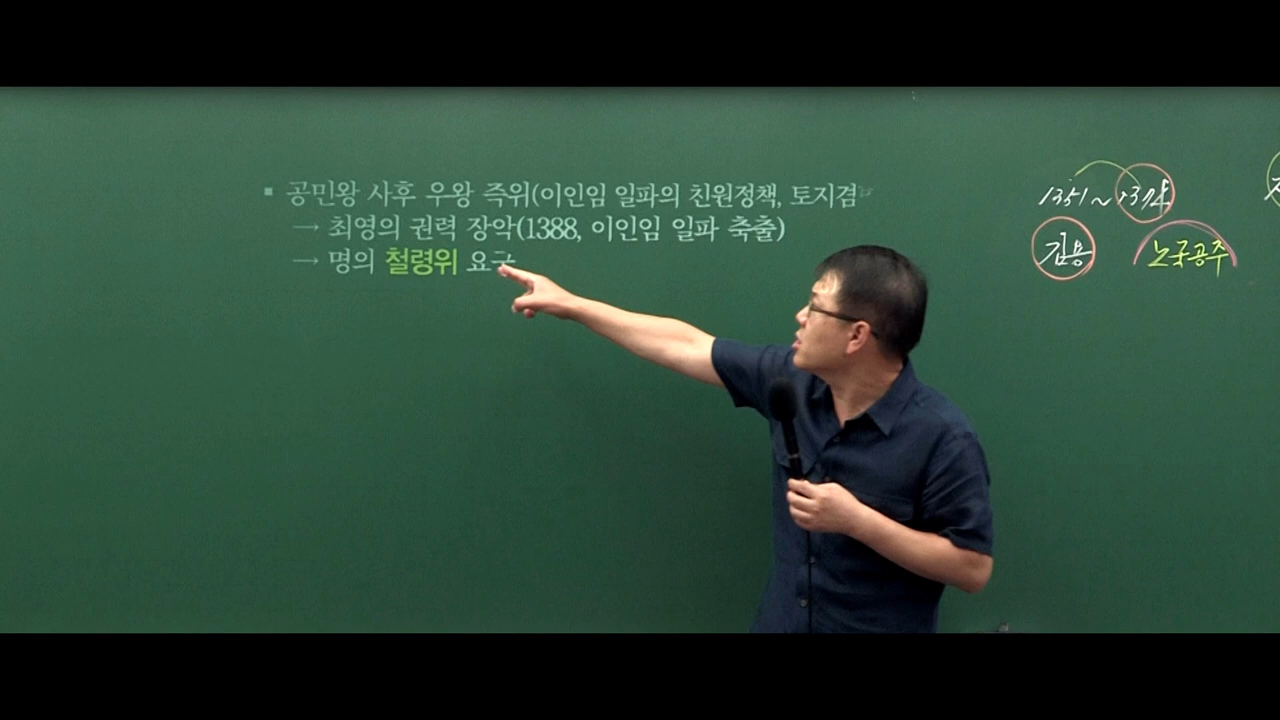 ▪ 공민왕 사후 우왕 즉위(이인임 일파의 친원정책, 토지겸
→ 최영의 권력 장악(1388, 이인임 일파 축출)
→ 명의 철령위 요구
1351~1374
김용
노국공주